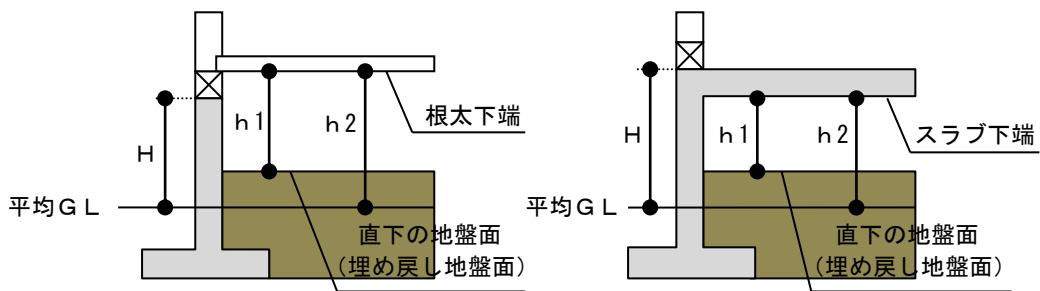 h1
h2
根太下端
H
平均GL
直下の地盤面
(埋め戻し地盤面)
h1
h2
スラブ下端
H
平均GL
直下の地盤面
(埋め戻し地盤面)